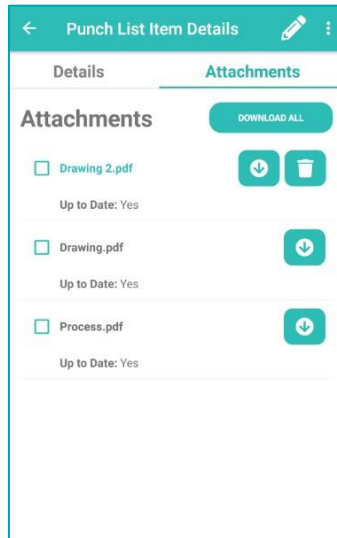 Punch List Item Details
Details
Attachments
Attachments
DOWNLOAD ALL
Drawing 2.pdf
Up to Date: Yes
Drawing.pdf
Up to Date: Yes
Process.pdf
Up to Date: Yes